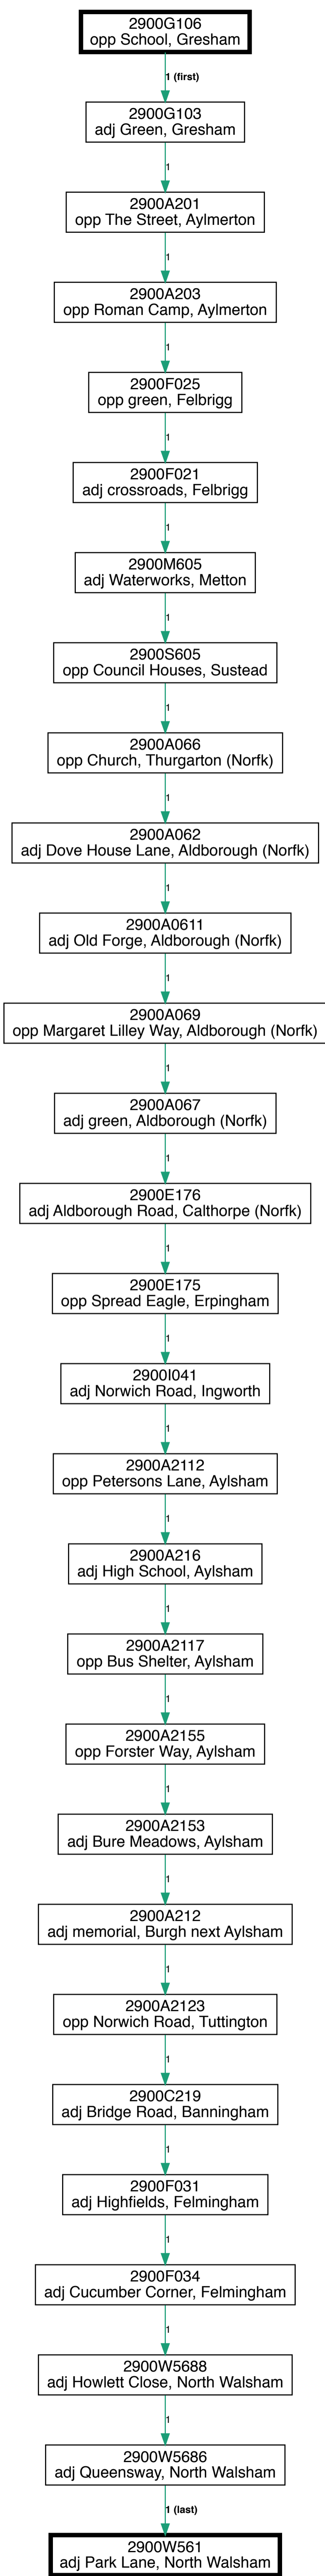 2900G106
opp School, Gresham
1 (first)
2900G103
adj Green, Gresham
1
2900A201
opp The Street, Aylmerton
1
2900A203
opp Roman Camp, Aylmerton
1
2900F025
opp green, Felbrigg
1
2900F021
adj crossroads, Felbrigg
1
2900M605
adj Waterworks, Metton
1
2900S605
opp Council Houses, Sustead
1
2900A066
opp Church, Thurgarton (Norfk)
1
2900A062
adj Dove House Lane, Aldborough (Norfk)
1
2900A0611
adj Old Forge, Aldborough (Norfk)
1
2900A069
opp Margaret Lilley Way, Aldborough (Norfk)
1
2900A067
adj green, Aldborough (Norfk)
1
2900E176
adj Aldborough Road, Calthorpe (Norfk)
1
2900E175
opp Spread Eagle, Erpingham
1
2900I041
adj Norwich Road, Ingworth
1
2900A2112
opp Petersons Lane, Aylsham
1
2900A216
adj High School, Aylsham
1
2900A2117
opp Bus Shelter, Aylsham
1
2900A2155
opp Forster Way, Aylsham
1
2900A2153
adj Bure Meadows, Aylsham
1
2900A212
adj memorial, Burgh next Aylsham
1
2900A2123
opp Norwich Road, Tuttington
1
2900C219
adj Bridge Road, Banningham
1
2900F031
adj Highfields, Felmingham
1
2900F034
adj Cucumber Corner, Felmingham
1
2900W5688
adj Howlett Close, North Walsham
1
2900W5686
adj Queensway, North Walsham
1 (last)
2900W561
adj Park Lane, North Walsham